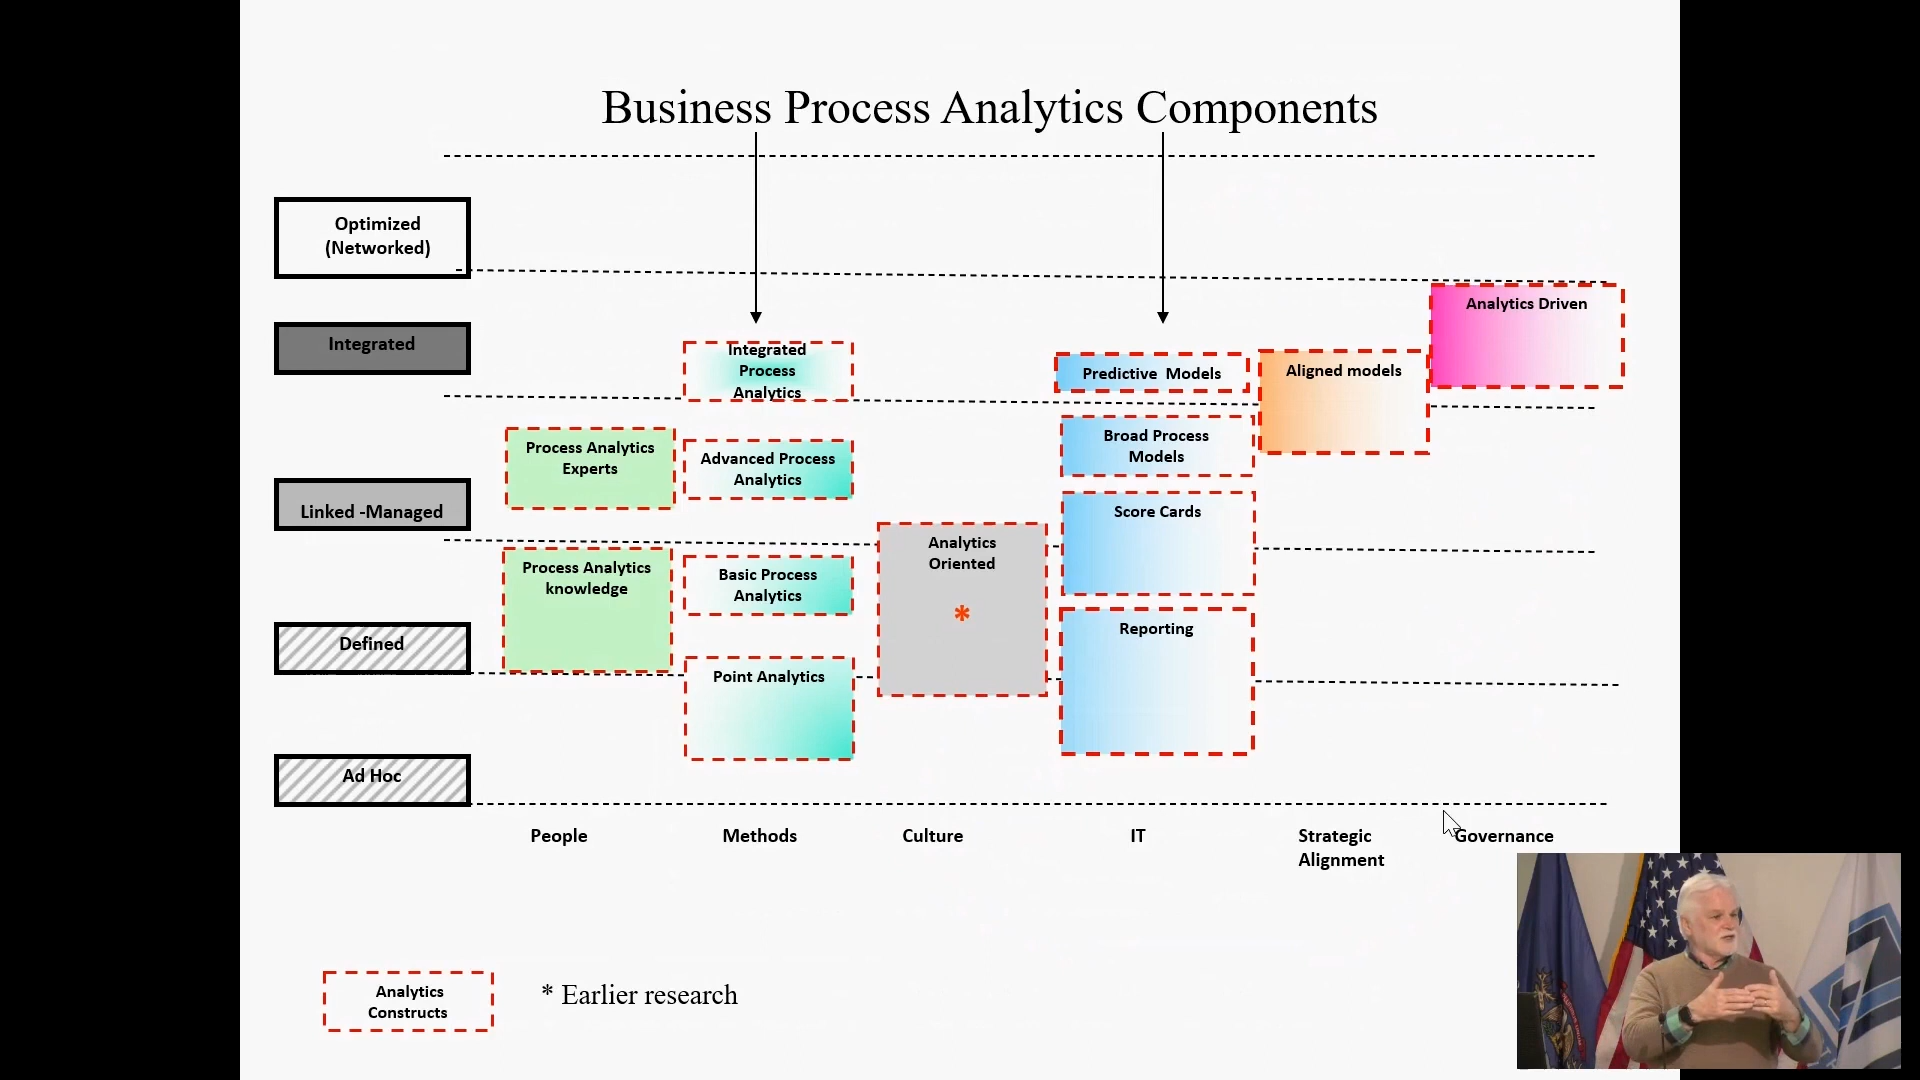 Business Process Analytics Components
Optimized
(Networked)
Analytics Driven
Integrated
Integrated
Process
Analytics
Predictive  Models
Aligned models
Process Analytics
Experts
Advanced Process
Analytics
Broad Process
Models
Linked -Managed
Score Cards
Process Analytics
knowledge
Basic Process
Analytics
Analytics
Oriented
*
Defined
Reporting
Point Analytics
Ad Hoc
People
Methods
Culture
IT
Strategic
Alignment
Governance
Analytics
Constructs
* Earlier research